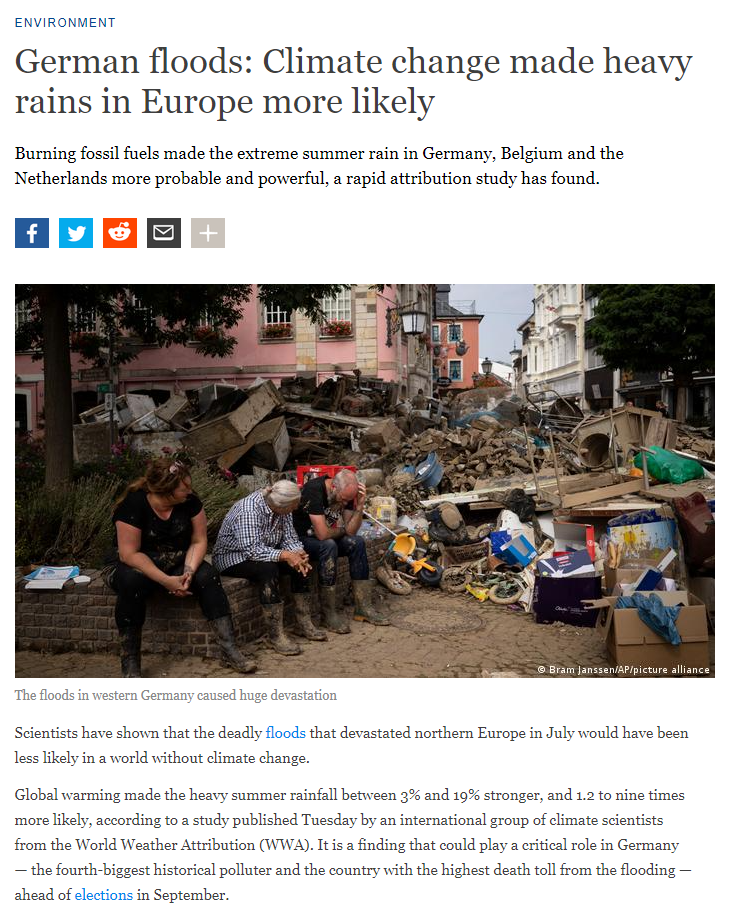 ENVIRONMENT
German floods: Climate change made heavy
rains in Europe more likely
Burning fossil fuels made the extreme summer rain in Germany, Belgium and the
Netherlands more probable and powerful, a rapid attribution study has found.
© Bram Janssen/AP/picture alliance
The floods in western Germany caused huge devastation
Scientists have shown that the deadly floods that devastated northern Europe in July would have been
less likely in a world without climate change.
Global warming made the heavy summer rainfall between 3% and 19% stronger, and 1.2 to nine times
more likely, according to a study published Tuesday by an international group of climate scientists
from the World Weather Attribution (WWA). It is a finding that could play a critical role in Germany
— the fourth-biggest historical polluter and the country with the highest death toll from the flooding —
ahead of elections in September.